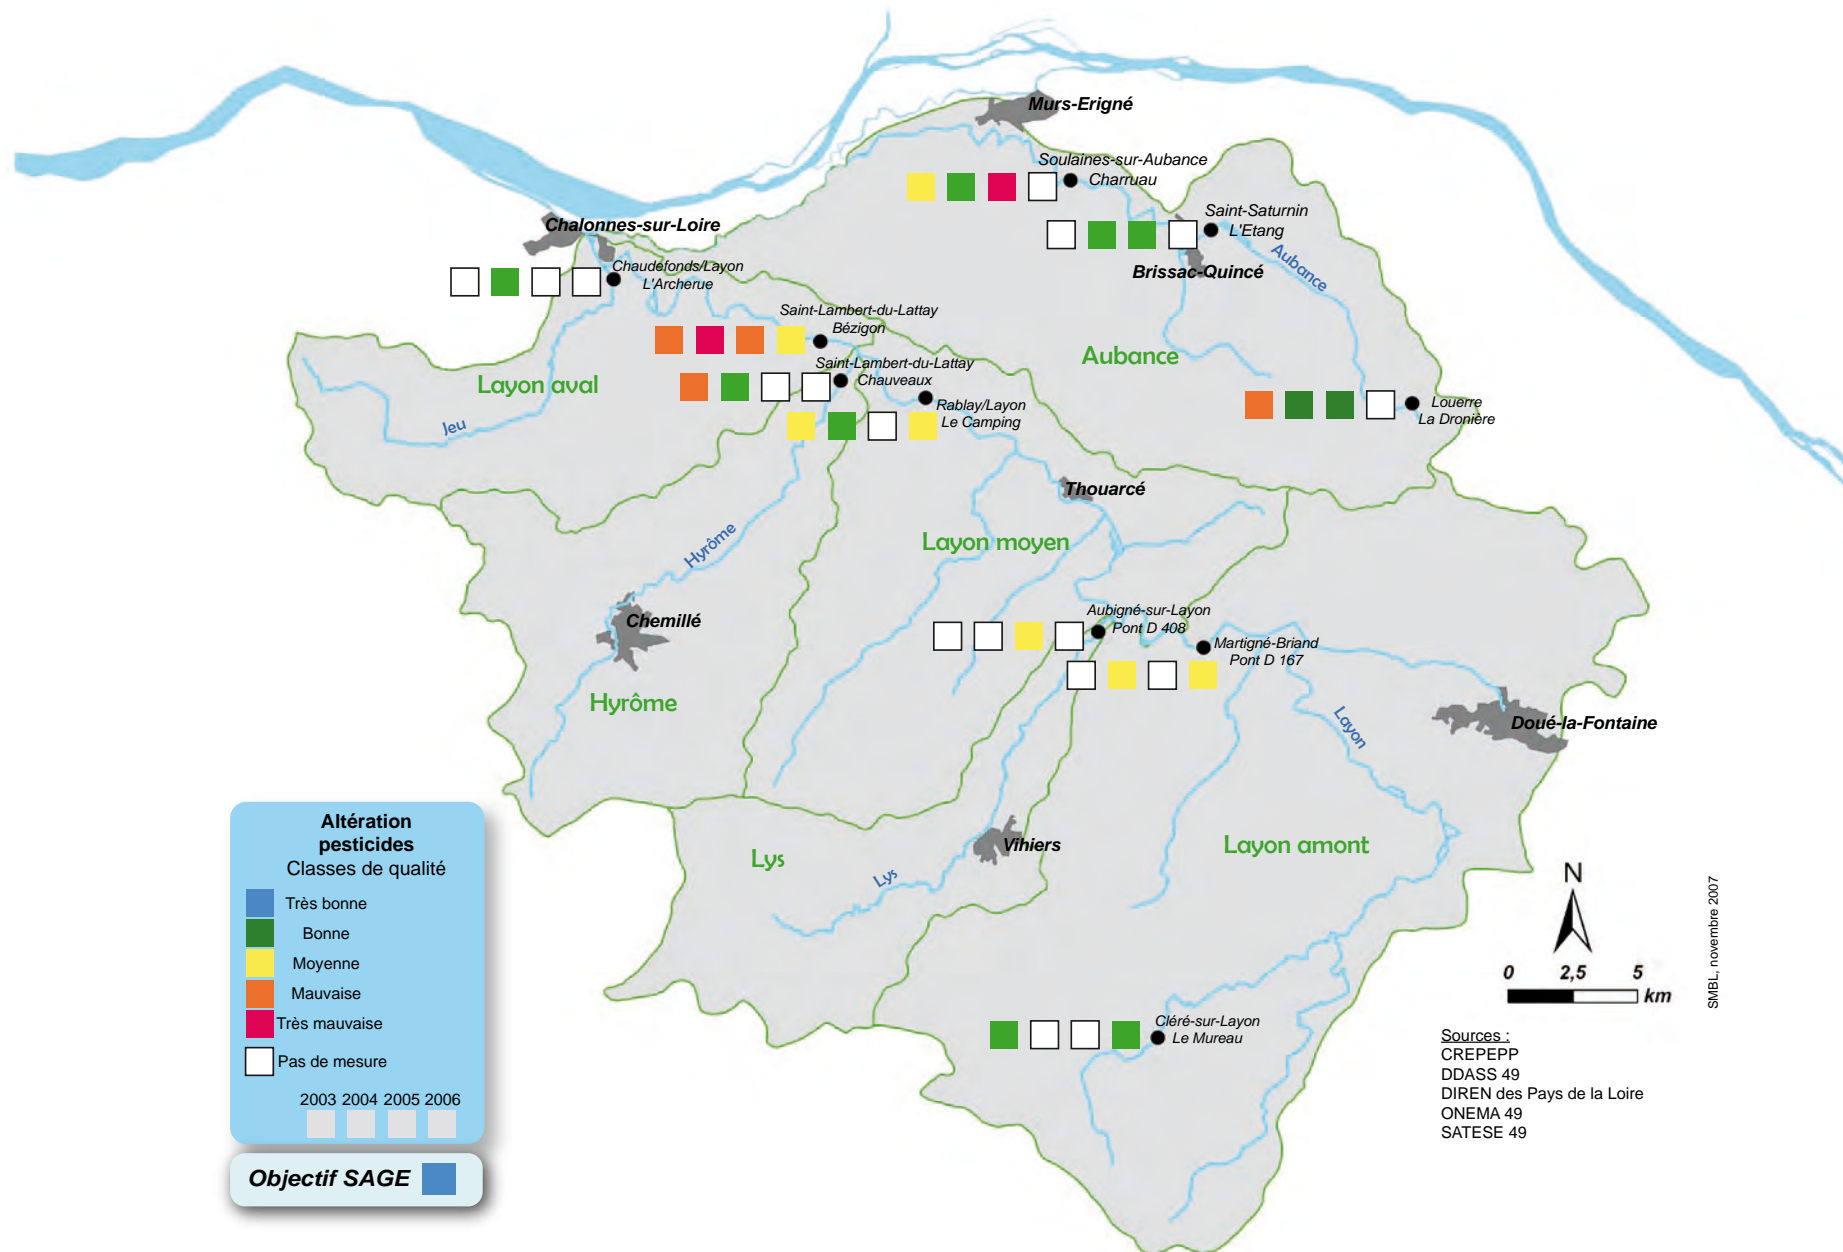 Murs-Erigné
Soulaines-sur-Aubance
Charruau
Saint-Saturnin
L'Etang
Chalonnes-sur-Loire
Aubance
Brissac-Quincé
Chaudefonds/Layon
L'Archerue
Saint-Lambert-du-Lattay
Bézigon
Aubance
Saint-Lambert-du-Lattay
Chauveaux
Layon aval
Rablay/Layon
Le Camping
Louerre
La Dronière
Jeu
Thouarcé
Hyrôme
Layon moyen
Chemillé
Aubigné-sur-Layon
Pont D 408
Martigné-Briand
Pont D 167
Hyrôme
Layon
Doué-la-Fontaine
Vihiers
Layon amont
Lys
Lys
Cléré-sur-Layon
Le Mureau
Altération
pesticides
Classes de qualité
Très bonne
Bonne
Moyenne
Mauvaise
Très mauvaise
Pas de mesure
2003 2004 2005 2006
Objectif SAGE
N
0 2,5 5
km
SMBL, novembre 2007
Sources :
CREPEPP
DDASS 49
DIREN des Pays de la Loire
ONEMA 49
SATESE 49